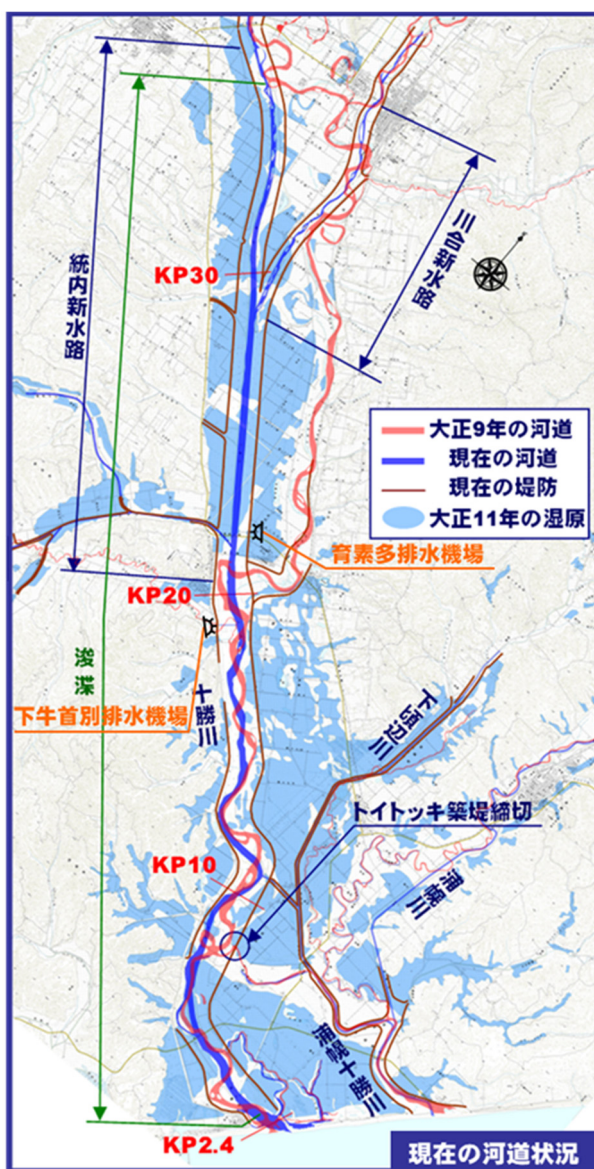 統内新水路
川合新水路
KP30
大正9年の河道
現在の河道
現在の堤防
大正11年の湿原
育素多排水機場
KP20
浚渫
下牛首別排水機場
十勝川
下頃辺川
トイトッキ築堤締切
KP10
浦幌川
浦幌十勝川
KP2.4
現在の河道状況